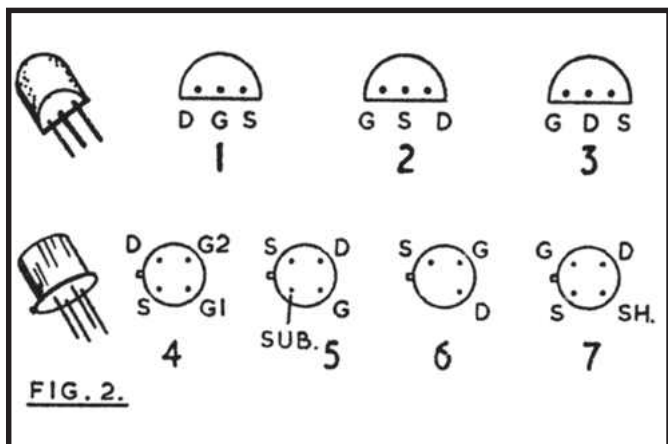 D G S
G S D
G D S
1
2
3
D G2
S D
S G
G D
S G1
G
D
S SH.
SUB.
4
5
6
7
FIG. 2.